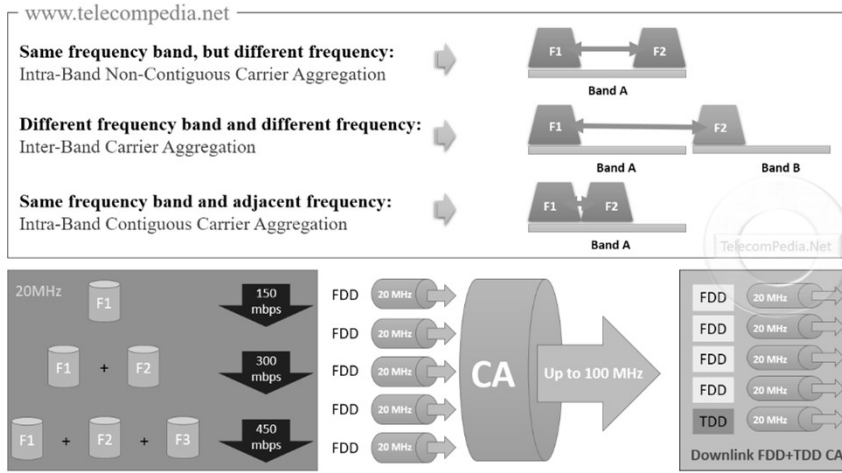 www.telecompedia.net
Same frequency band, but different frequency:
Intra-Band Non-Contiguous Carrier Aggregation
F1 F2
Band A
Different frequency band and different frequency:
Inter-Band Carrier Aggregation
F1 F2
Band A Band B
Same frequency band and adjacent frequency:
Intra-Band Contiguous Carrier Aggregation
F1 F2
Band A
TelecomPedia.Net
20MHz
F1
150
mbps
F1 + F2
300
mbps
F1 + F2 + F3
450
mbps
FDD 20 MHz
FDD 20 MHz
FDD 20 MHz
FDD 20 MHz
FDD 20 MHz
CA
Up to 100 MHz
FDD 20 MHz
FDD 20 MHz
FDD 20 MHz
FDD 20 MHz
TDD 20 MHz
Downlink FDD+TDD CA